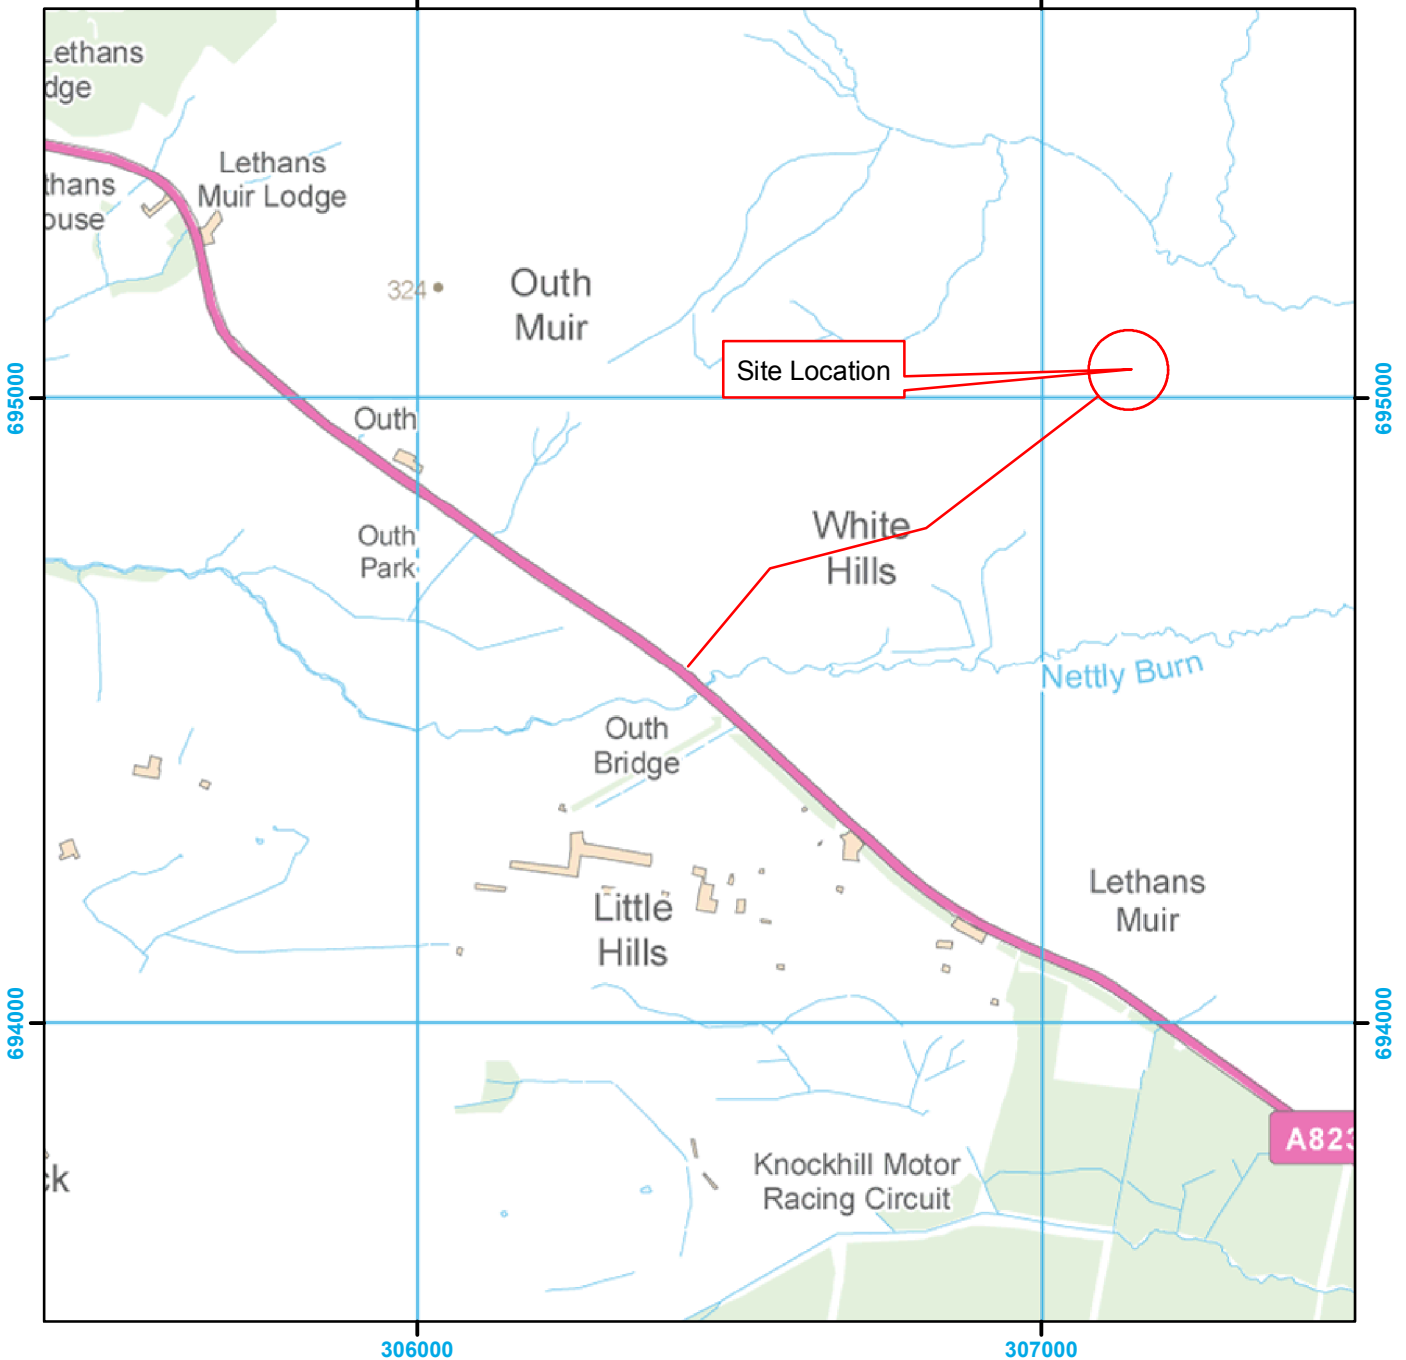 Lethans
dge
Lethans
Muir Lodge
thans
ouse
324
Outh
Muir
Site Location
695000
695000
Outh
White
Hills
Outh
Park
Nettly Burn
Outh
Bridge
Lethans
Muir
Little
Hills
694000
694000
A823
Knockhill Motor
Racing Circuit
ck
306000
307000